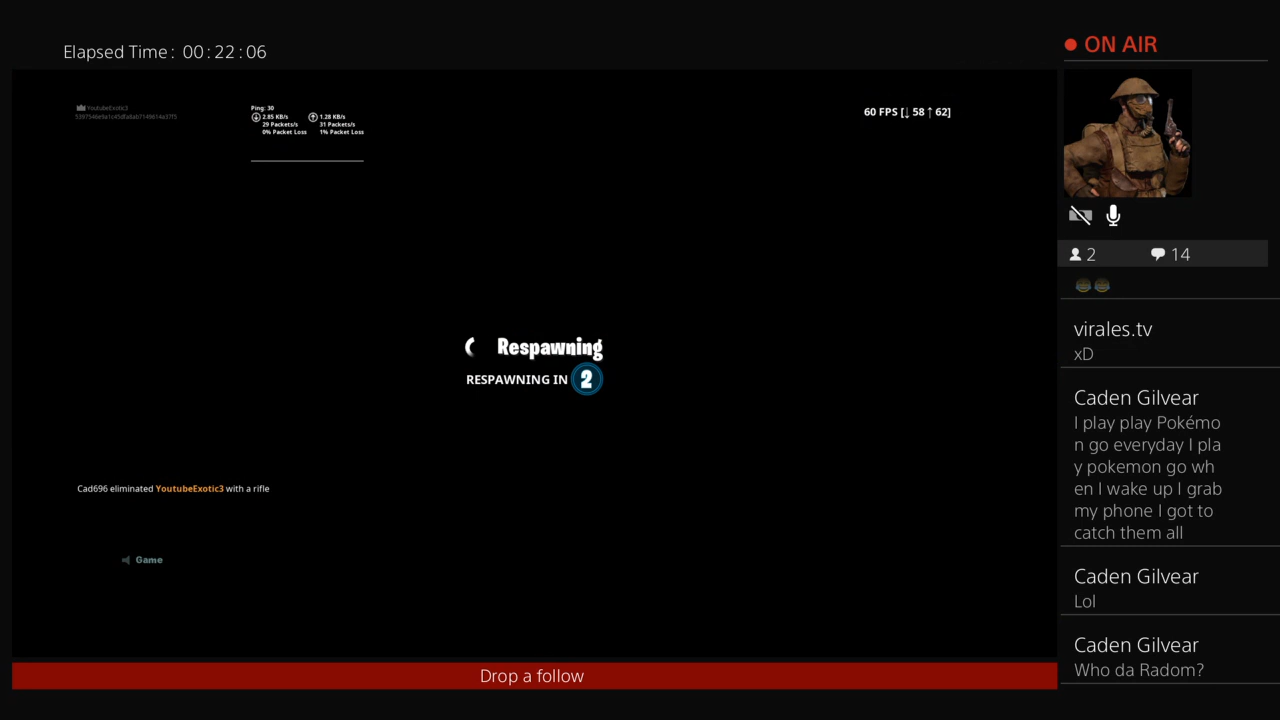 Elapsed Time: 00:22:06
ON AIR
YoutubeExotic3
Ping: 30
2.85 KB/s 1.28 KB/s
29 Packets/s 31 Packets/s
0% Packet Loss 1% Packet Loss
60 FPS [↓ 58 ↑ 62]
Respawning
RESPAWNING IN 2
Cad696 eliminated YoutubeExotic3 with a rifle
Game
Drop a follow
2 14
virales.tv
xD
Caden Gilvear
I play play Pokémo
n go everyday I pla
y pokemon go wh
en I wake up I grab
my phone I got to
catch them all
Caden Gilvear
Lol
Caden Gilvear
Who da Radom?